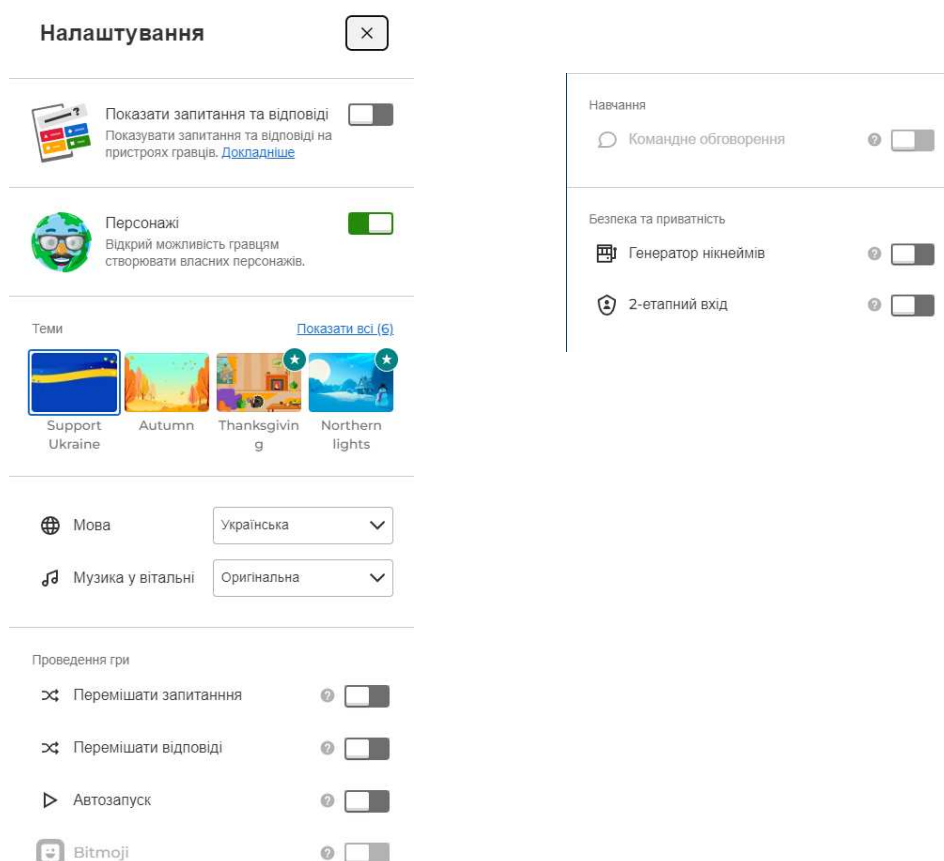 Налаштування
Показати запитання та відповіді
Показувати запитання та відповіді на
пристроях гравців. Докладніше
Персонажі
Відкрий можливість гравцям
створювати власних персонажів.
Теми
Показати всі (6)
Support
Ukraine
Autumn
Thanksgivin
g
Northern
lights
Мова
Українська
Музика у вітальні
Оригінальна
Проведення гри
Перемішати запитанння
Перемішати відповіді
Автозапуск
Bitmoji
Навчання
Командне обговорення
Безпека та приватність
Генератор нікнеймів
2-етапний вхід